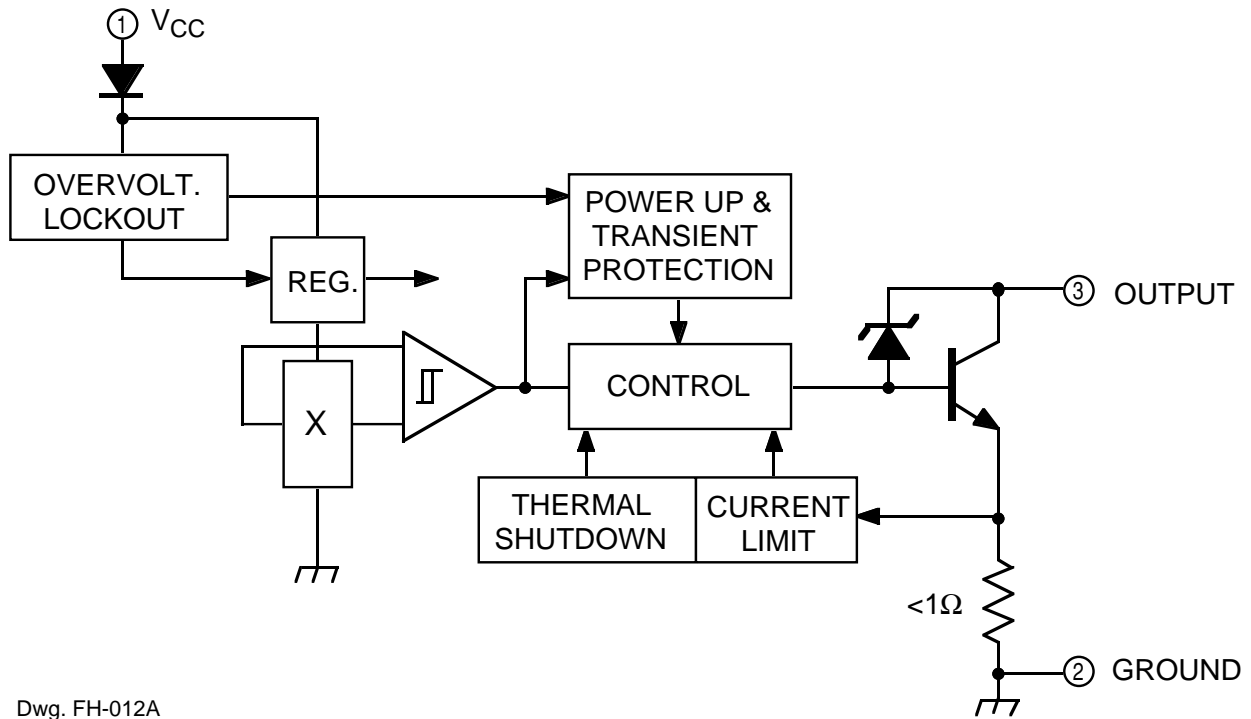 1 VCC
OVERVOLT.
LOCKOUT
POWER UP &
TRANSIENT
PROTECTION
REG.
3 OUTPUT
X
CONTROL
THERMAL
SHUTDOWN
CURRENT
LIMIT
<1Ω
2 GROUND
Dwg. FH-012A